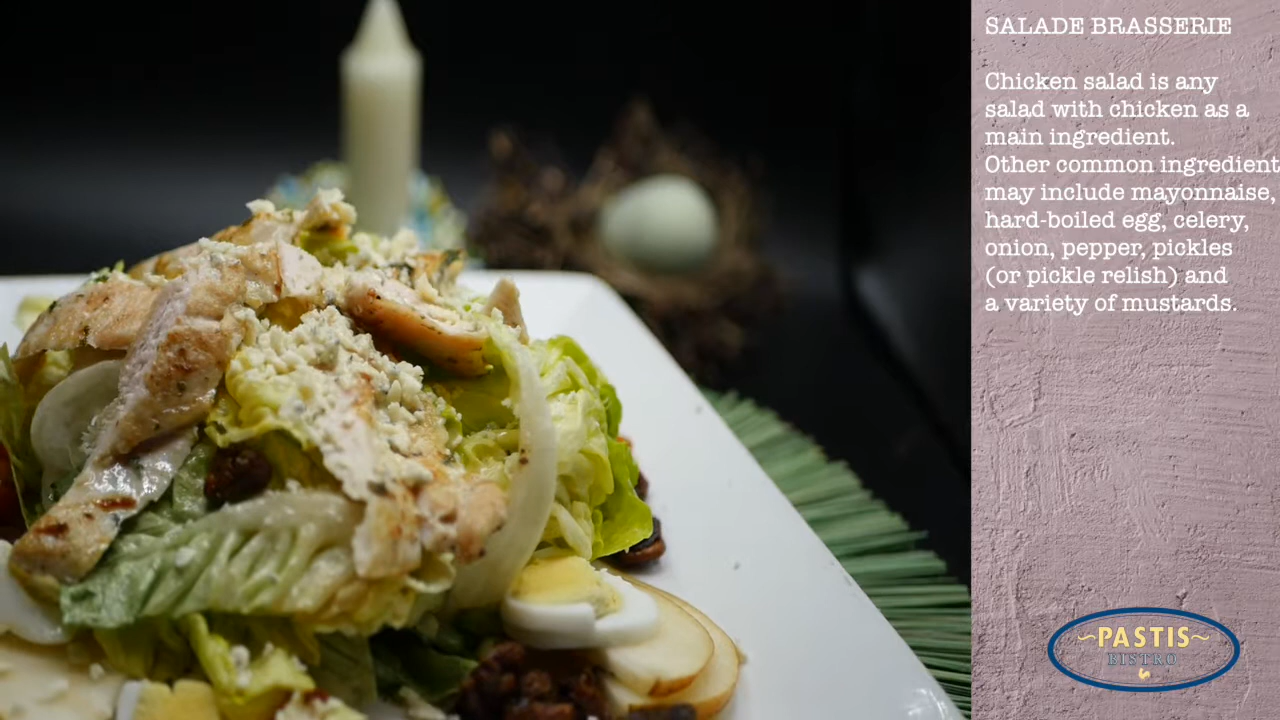 SALADE BRASSERIE
Chicken salad is any
salad with chicken as a
main ingredient.
Other common ingredient
may include mayonnaise,
hard-boiled egg, celery,
onion, pepper, pickles
(or pickle relish) and
a variety of mustards.
~PASTIS~
BISTRO